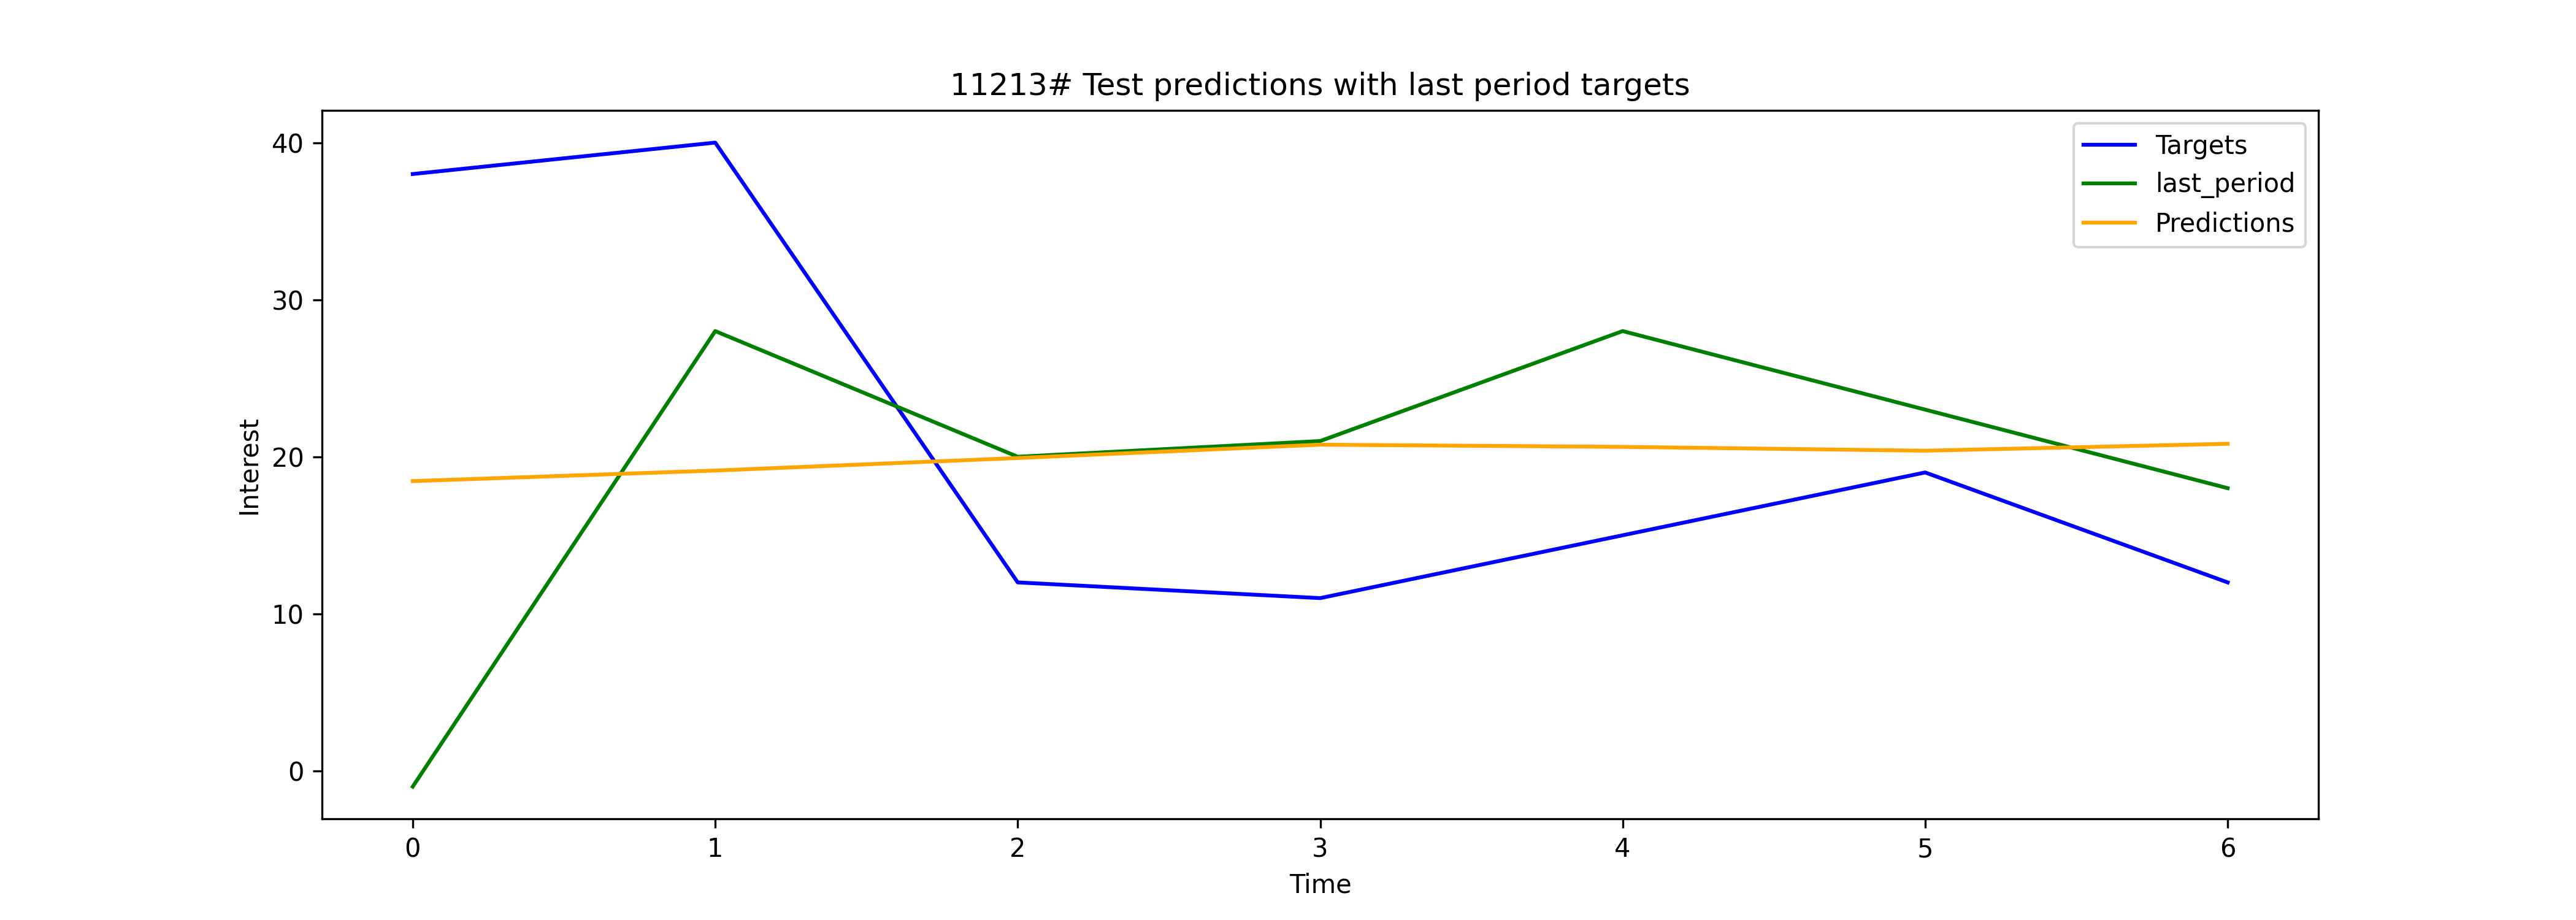 11213# Test predictions with last period targets
Targets
last_period
Predictions
40
30
20
10
0
Interest
0 1 2 3 4 5 6
Time